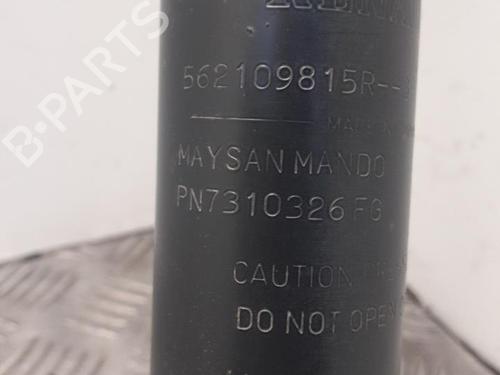 562109815R--
MAYSAN MANDO
PN7310326FG
CAUTION
DO NOT OPEN
B-PARTS